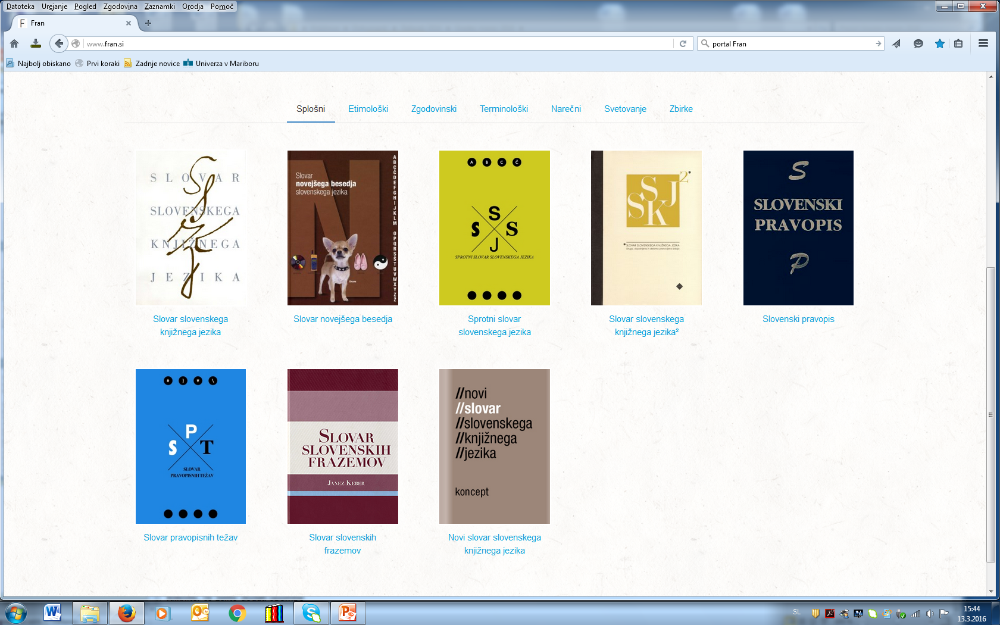 Datoteka Urejanje Pogled Zgodovina Zaznamki Orodja Pomoč
F Fran
www.fran.si
portal Fran
Najbolj obiskano Prvi koraki Zadnje novice Univerza v Mariboru
Splošni Etimološki Zgodovinski Terminološki Narečni Svetovanje Zbirke
SLOVAR
SLOVENSKEGA
KNJIŽNEGA
JEZIKA
Slovar
novejšega besedja
slovenskega jezika
A B C Č D E F G H I J K L M N O P Q R S Š T U V W X Y Z Ž
A B C Č
S
S S
J
SPROTNI SLOVAR SLOVENSKEGA JEZIKA
SSKJ
2*
* SLOVAR SLOVENSKEGA KNJIŽNEGA JEZIKA
S
SLOVENSKI
PRAVOPIS
P
Slovar slovenskega
knjižnega jezika
Slovar novejšega besedja
Sprotni slovar
slovenskega jezika
Slovar slovenskega
knjižnega jezika²
Slovenski pravopis
P
S T
SLOVAR
PRAVOPISNIH TEŽAV
SLOVAR
SLOVENSKIH
FRAZEMOV
JANEZ KEBER
//novi
//slovar
//slovenskega
//knjižnega
//jezika
koncept
Slovar pravopisnih težav
Slovar slovenskih
frazemov
Novi slovar slovenskega
knjižnega jezika
SL
15:44
13.3.2016